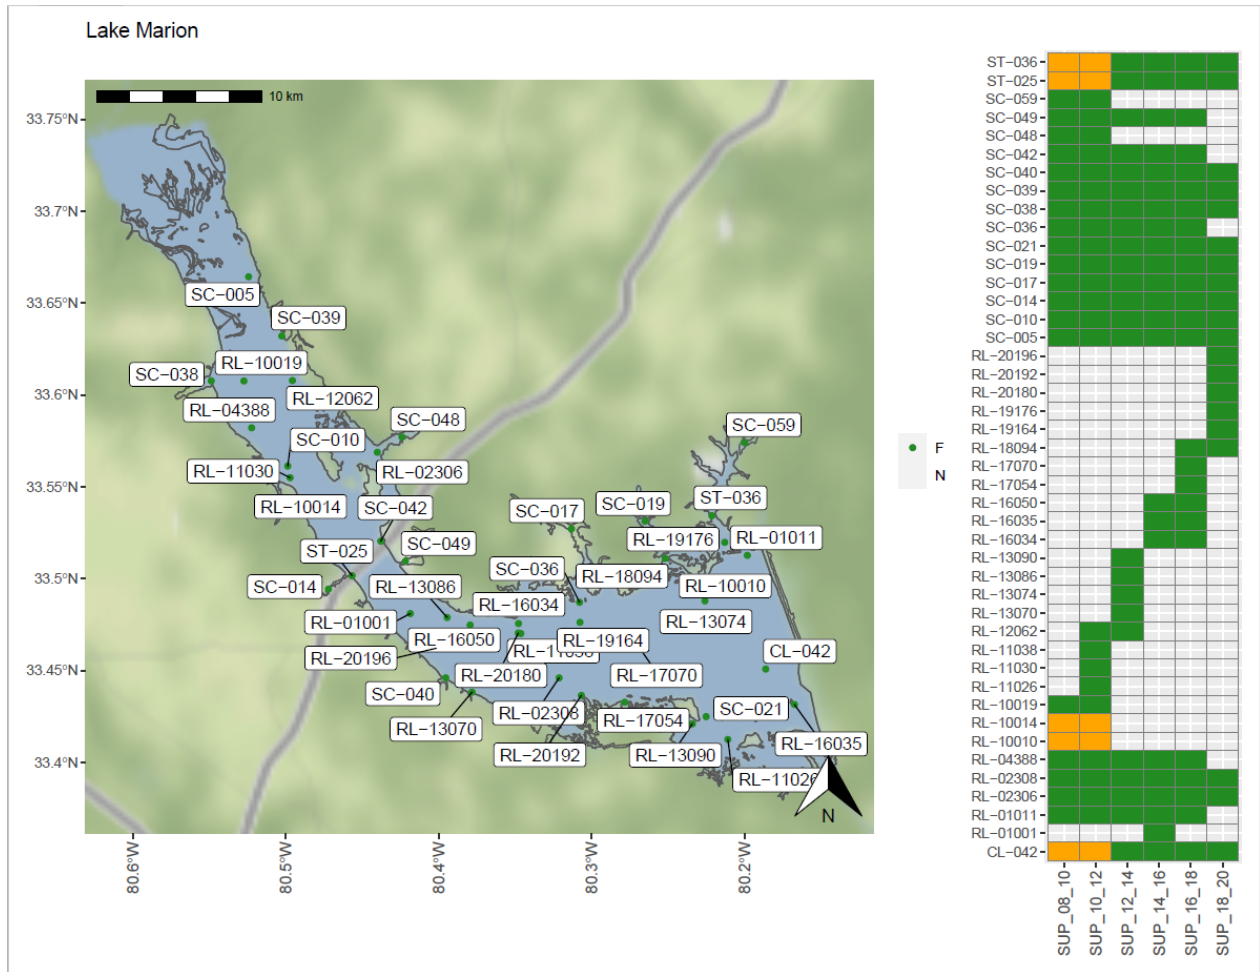 Lake Marion
10 km
33.75°N
33.7°N
33.65°N
33.6°N
33.55°N
33.5°N
33.45°N
33.4°N
80.6°W
80.5°W
80.4°W
80.3°W
80.2°W
SC−005
SC−039
RL−10019
SC−038
RL−12062
RL−04388
SC−048
SC−010
SC−059
RL−11030
RL−02306
RL−10014
SC−042
SC−017
SC−019
ST−036
ST−025
SC−049
RL−19176
RL−01011
SC−036
RL−18094
SC−014
RL−13086
RL−10010
RL−16034
RL−01001
RL−16050
RL−19164
RL−13074
RL−20196
CL−042
RL−20180
RL−17070
SC−040
RL−02308
SC−021
RL−13070
RL−17054
RL−20192
RL−13090
RL−16035
RL−11026
N
F
N
ST−036
ST−025
SC−059
SC−049
SC−048
SC−042
SC−040
SC−039
SC−038
SC−036
SC−021
SC−019
SC−017
SC−014
SC−010
SC−005
RL−20196
RL−20192
RL−20180
RL−19176
RL−19164
RL−18094
RL−17070
RL−17054
RL−16050
RL−16035
RL−16034
RL−13090
RL−13086
RL−13074
RL−13070
RL−12062
RL−11038
RL−11030
RL−11026
RL−10019
RL−10014
RL−10010
RL−04388
RL−02308
RL−02306
RL−01011
RL−01001
CL−042
SUP_08_10
SUP_10_12
SUP_12_14
SUP_14_16
SUP_16_18
SUP_18_20